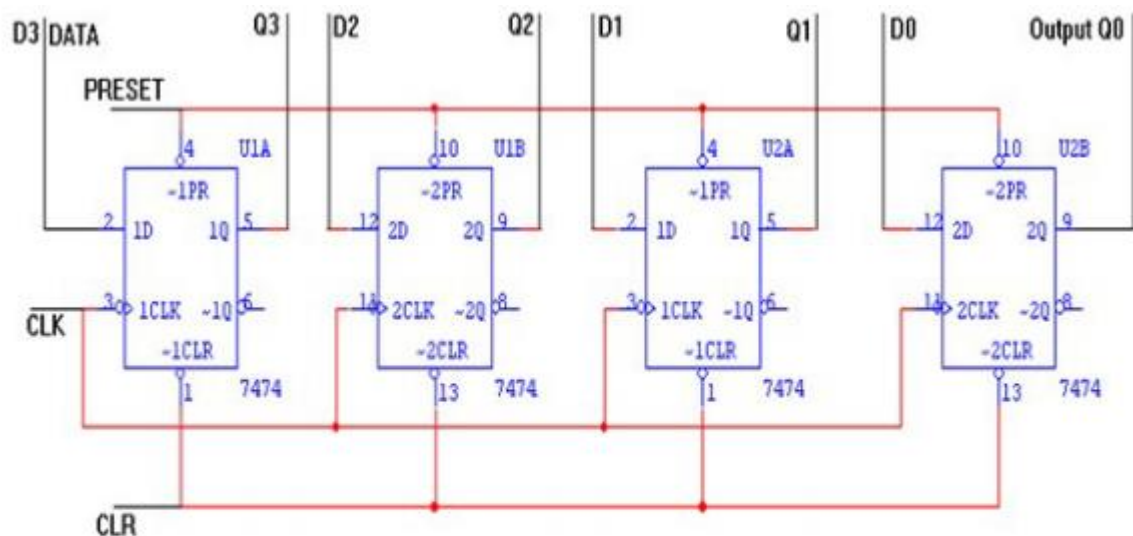 D3 DATA Q3 D2 Q2 D1 Q1 D0 Output Q0
PRESET
4 U1A 10 U1B 4 U2A 10 U2B
~1PR ~2PR ~1PR ~2PR
2 1D 1Q 5 12 2D 2Q 9 2 1D 1Q 5 12 2D 2Q 9
3 1CLK ~1Q 6 11 2CLK ~2Q 8 3 1CLK ~1Q 6 11 2CLK ~2Q 8
CLK
~1CLR ~2CLR ~1CLR ~2CLR
1 7474 13 7474 1 7474 13 7474
CLR